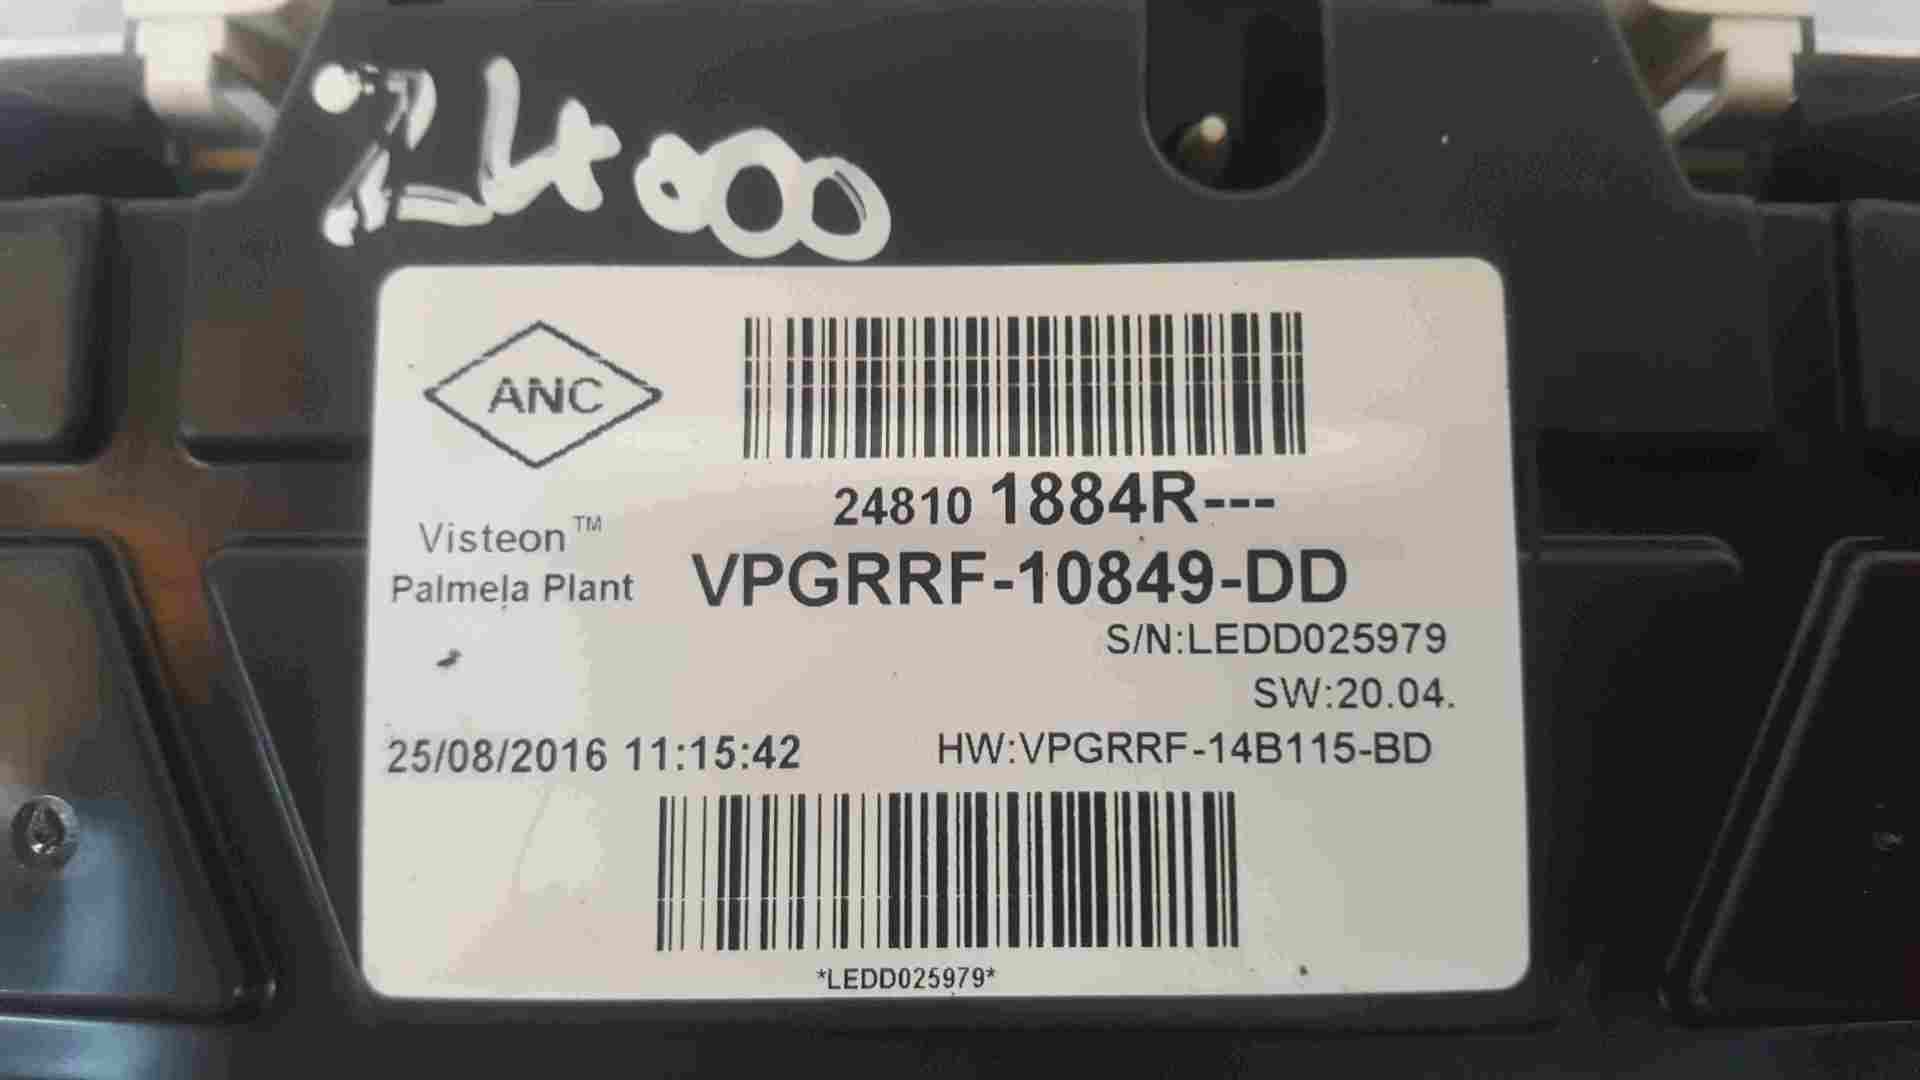 24000
ANC
24810 1884R---
Visteon™
Palmela Plant
VPGRRF-10849-DD
S/N:LEDD025979
SW:20.04.
25/08/2016 11:15:42
HW:VPGRRF-14B115-BD
*LEDD025979*